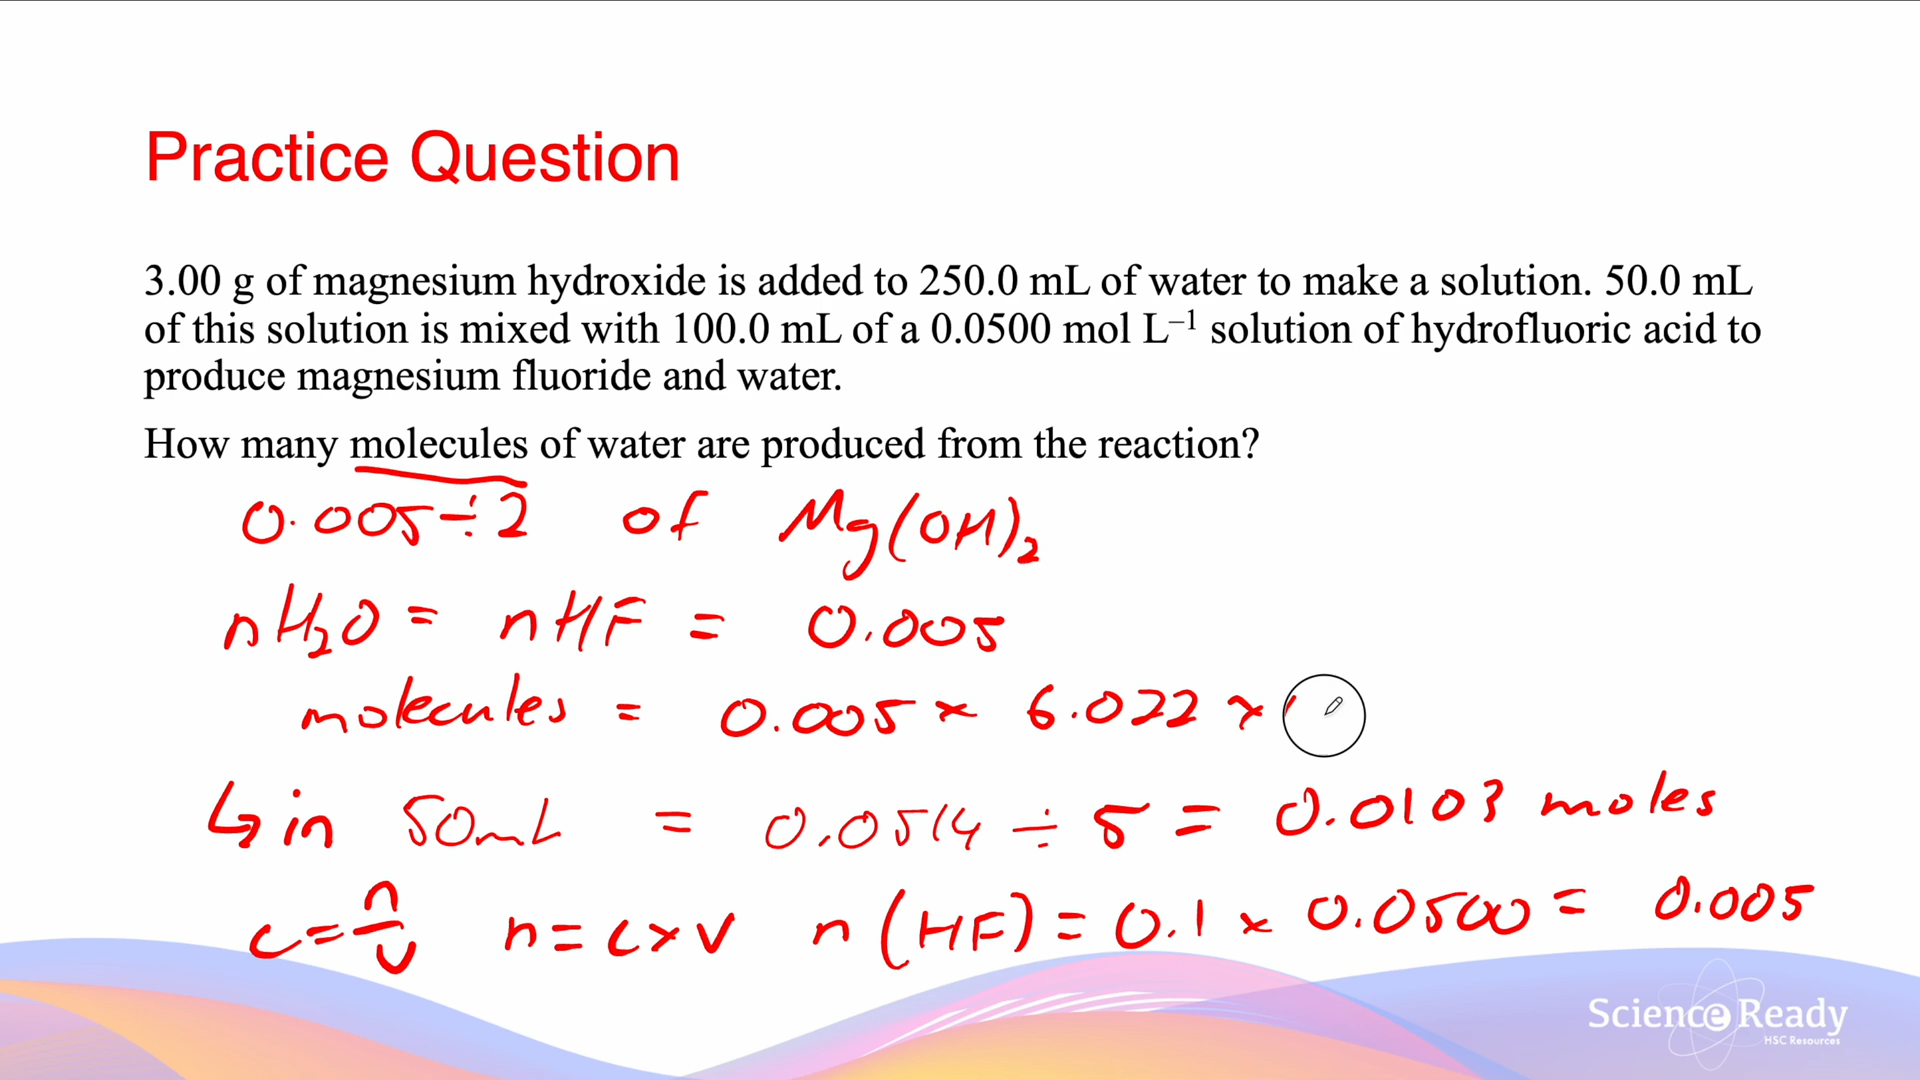 Practice Question
3.00 g of magnesium hydroxide is added to 250.0 mL of water to make a solution. 50.0 mL
of this solution is mixed with 100.0 mL of a 0.0500 mol L⁻¹ solution of hydrofluoric acid to
produce magnesium fluoride and water.
How many molecules of water are produced from the reaction?
0.005÷2 of Mg(OH)₂
nH₂O = nHF = 0.005
molecules = 0.005 × 6.022 ×
↳ in 50mL = 0.0514 ÷ 5 = 0.0103 moles
c = n/v n = c×v n(HF) = 0.1 × 0.0500 = 0.005
Science Ready
HSC Resources